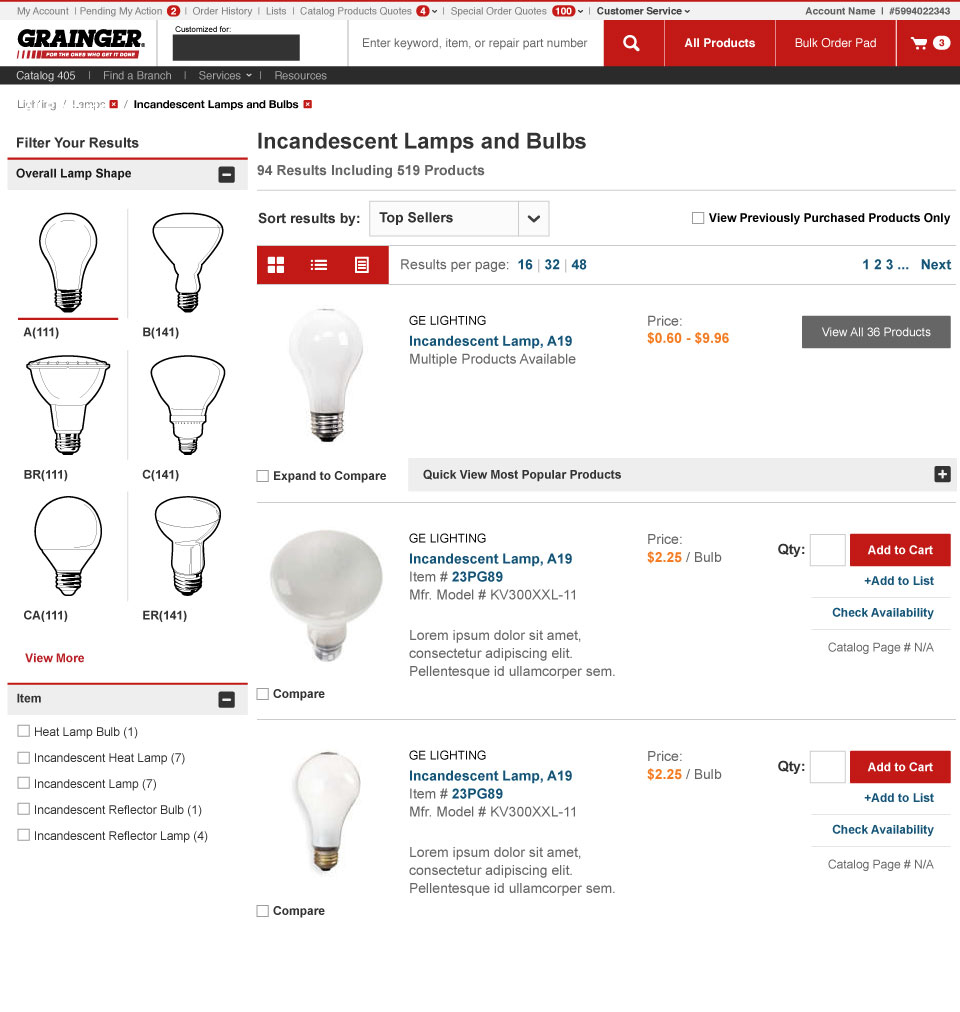 My Account | Pending My Action 2 | Order History | Lists | Catalog Products Quotes 4 | Special Order Quotes 100 | Customer Service
Account Name | #5994022343
GRAINGER
FOR THE ONES WHO GET IT DONE
Customized for:
Enter keyword, item, or repair part number
All Products
Bulk Order Pad
3
Catalog 405 | Find a Branch | Services | Resources
Lighting / Lamps / Incandescent Lamps and Bulbs
Filter Your Results
Overall Lamp Shape
A(111)
B(141)
BR(111)
C(141)
CA(111)
ER(141)
View More
Item
Heat Lamp Bulb (1)
Incandescent Heat Lamp (7)
Incandescent Lamp (7)
Incandescent Reflector Bulb (1)
Incandescent Reflector Lamp (4)
Incandescent Lamps and Bulbs
94 Results Including 519 Products
Sort results by: Top Sellers
View Previously Purchased Products Only
Results per page: 16 | 32 | 48
1 2 3 ... Next
GE LIGHTING
Incandescent Lamp, A19
Multiple Products Available
Price:
$0.60 - $9.96
View All 36 Products
Expand to Compare
Quick View Most Popular Products
GE LIGHTING
Incandescent Lamp, A19
Item # 23PG89
Mfr. Model # KV300XXL-11
Lorem ipsum dolor sit amet,
consectetur adipiscing elit.
Pellentesque id ullamcorper sem.
Price:
$2.25 / Bulb
Qty:
Add to Cart
+Add to List
Check Availability
Catalog Page # N/A
Compare
GE LIGHTING
Incandescent Lamp, A19
Item # 23PG89
Mfr. Model # KV300XXL-11
Lorem ipsum dolor sit amet,
consectetur adipiscing elit.
Pellentesque id ullamcorper sem.
Price:
$2.25 / Bulb
Qty:
Add to Cart
+Add to List
Check Availability
Catalog Page # N/A
Compare